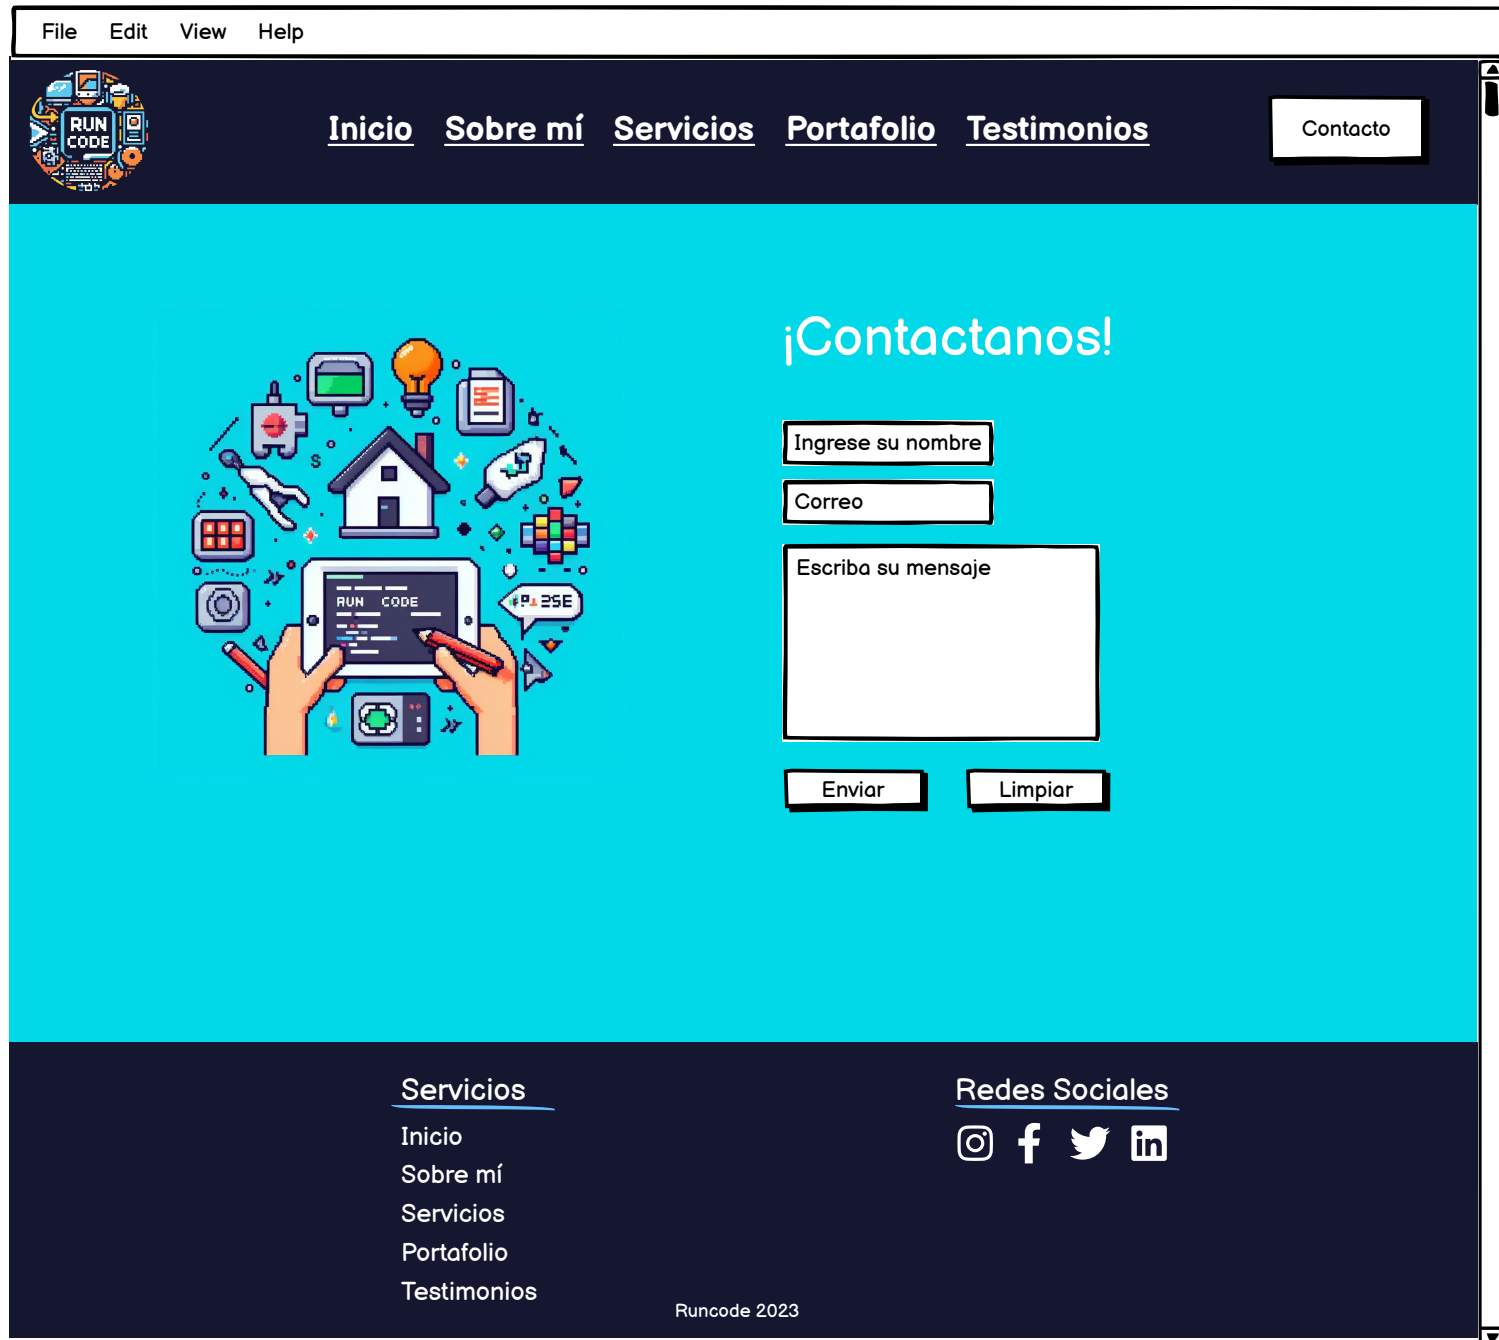 File Edit View Help
RUN
CODE
Inicio Sobre mí Servicios Portafolio Testimonios Contacto
¡Contactanos!
Ingrese su nombre
Correo
Escriba su mensaje
S
RUN CODE
Enviar Limpiar
Servicios
Inicio
Sobre mí
Servicios
Portafolio
Testimonios
Redes Sociales
in
Runcode 2023